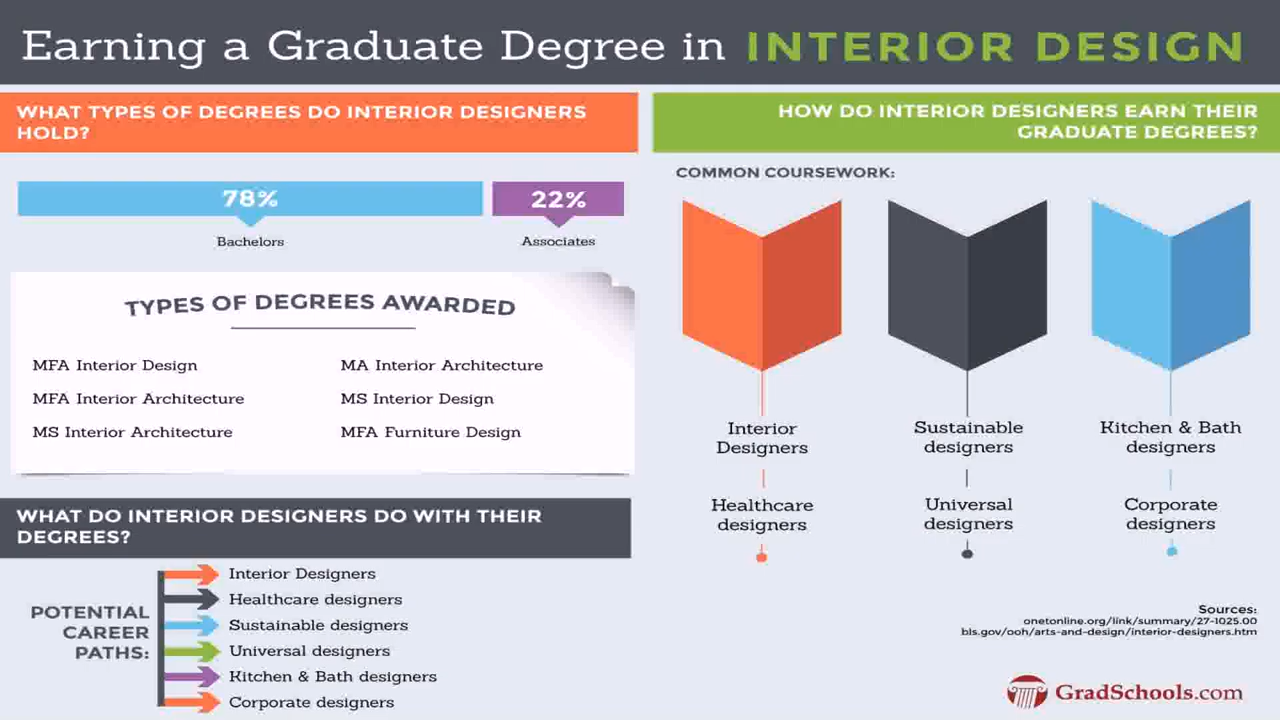 Earning a Graduate Degree in INTERIOR DESIGN
WHAT TYPES OF DEGREES DO INTERIOR DESIGNERS
HOLD?
78%
22%
Bachelors
Associates
TYPES OF DEGREES AWARDED
MFA Interior Design
MFA Interior Architecture
MS Interior Architecture
MA Interior Architecture
MS Interior Design
MFA Furniture Design
WHAT DO INTERIOR DESIGNERS DO WITH THEIR
DEGREES?
POTENTIAL
CAREER
PATHS:
Interior Designers
Healthcare designers
Sustainable designers
Universal designers
Kitchen & Bath designers
Corporate designers
HOW DO INTERIOR DESIGNERS EARN THEIR
GRADUATE DEGREES?
COMMON COURSEWORK:
Interior
Designers
Healthcare
designers
Sustainable
designers
Universal
designers
Kitchen & Bath
designers
Corporate
designers
Sources:
onetonline.org/link/summary/27-1025.00
bls.gov/ooh/arts-and-design/interior-designers.htm
GradSchools.com